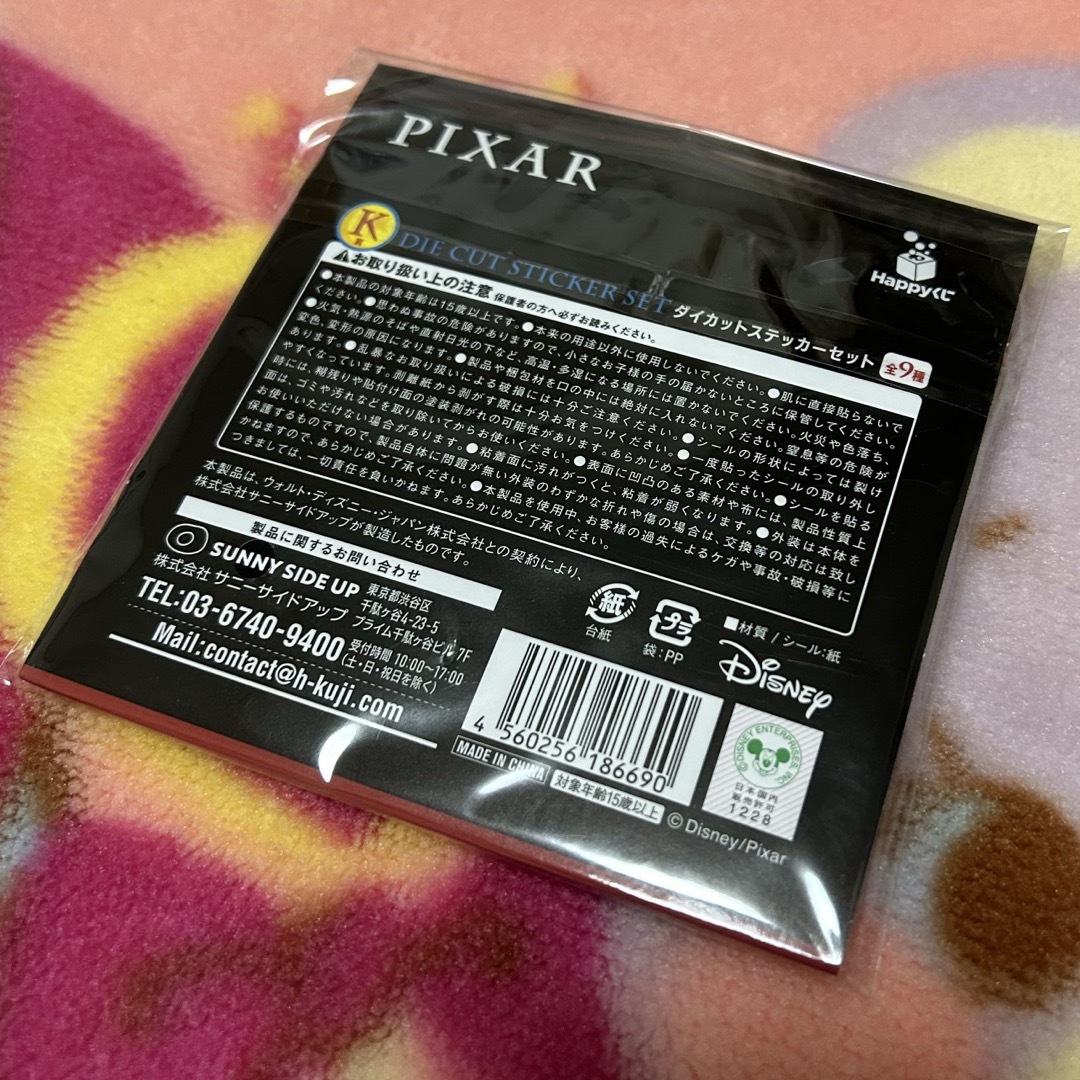 PIXAR
K
賞
DIE CUT STICKER SET ダイカットステッカーセット 全9種
Happyくじ
⚠お取り扱い上の注意 保護者の方へ必ずお読みください。
●本製品の対象年齢は15歳以上です。●本来の用途以外に使用しないでください。●肌に直接貼らないで
ください。●思わぬ事故の危険がありますので、小さなお子様の手の届かないところに保管してください。
●火気・熱源のそばや直射日光の下など、高温・多湿になる場所には置かないでください。火災や色落ち、
変色、変形の原因になります。●製品や梱包材を口の中には絶対に入れないでください。窒息等の危険が
あります。●乱暴なお取り扱いによる破損には十分ご注意ください。●シールの形状によっては裂け
やすくなっています。剥離紙から剥がす際は十分お気をつけください。●一度貼ったシールの取り外し
時には、糊残りや貼付け面の塗装剥がれの可能性があります。あらかじめご了承ください。●シールを貼る
面は、ゴミや汚れなどを取り除いてからお使いください。●表面に凹凸のある素材や布には、製品性質上
お使いいただけない場合があります。●粘着面に汚れがつくと、粘着が弱くなります。●外装は本体を
保護するものですので、製品自体に問題が無い外装のわずかな折れや傷の場合は、交換等の対応は致し
かねますので、あらかじめご了承ください。●本製品を使用中、お客様の過失によるケガや事故・破損等に
つきましては、一切責任を負いかねます。あらかじめご了承ください。
本製品は、ウォルト・ディズニー・ジャパン株式会社との契約により、
株式会社サニーサイドアップが製造したものです。
製品に関するお問い合わせ
SUNNY SIDE UP
株式会社 サニーサイドアップ
東京都渋谷区
千駄ヶ谷4-23-5
プライム千駄ヶ谷ビル7F
TEL:03-6740-9400 受付時間 10:00〜17:00
(土・日・祝日を除く)
Mail:contact@h-kuji.com
紙
台紙
プラ
袋:PP
■材質 / シール:紙
Disney
4 560256 186690
MADE IN CHINA
対象年齢15歳以上
©DISNEY ENTERPRISES, INC.
日本国内
販売許可
1228
© Disney/Pixar